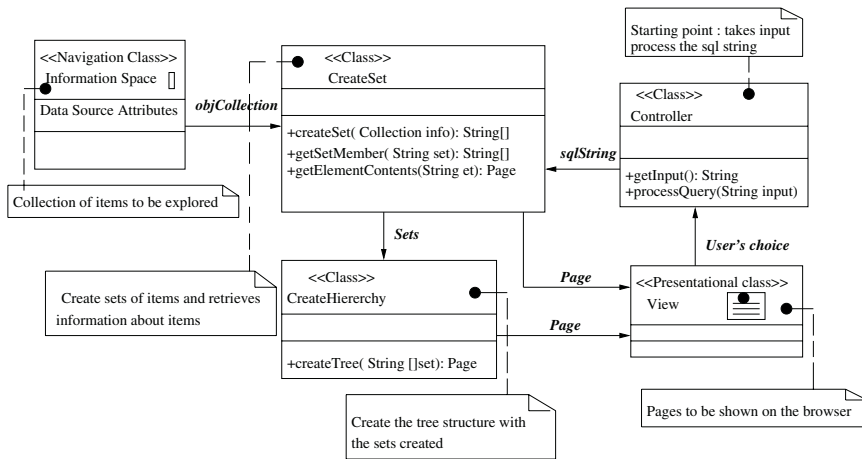 Starting point : takes input
process the sql string
<<Navigation Class>>
Information Space
Data Source Attributes
objCollection
<<Class>>
CreateSet
+createSet( Collection info): String[]
+getSetMember( String set): String[]
+getElementContents(String et): Page
<<Class>>
Controller
sqlString
+getInput(): String
+processQuery(String input)
Collection of items to be explored
Sets
User's choice
Create sets of items and retrieves
information about items
<<Class>>
CreateHiererchy
+createTree( String []set): Page
Page
Page
<<Presentational class>>
View
Create the tree structure with
the sets created
Pages to be shown on the browser